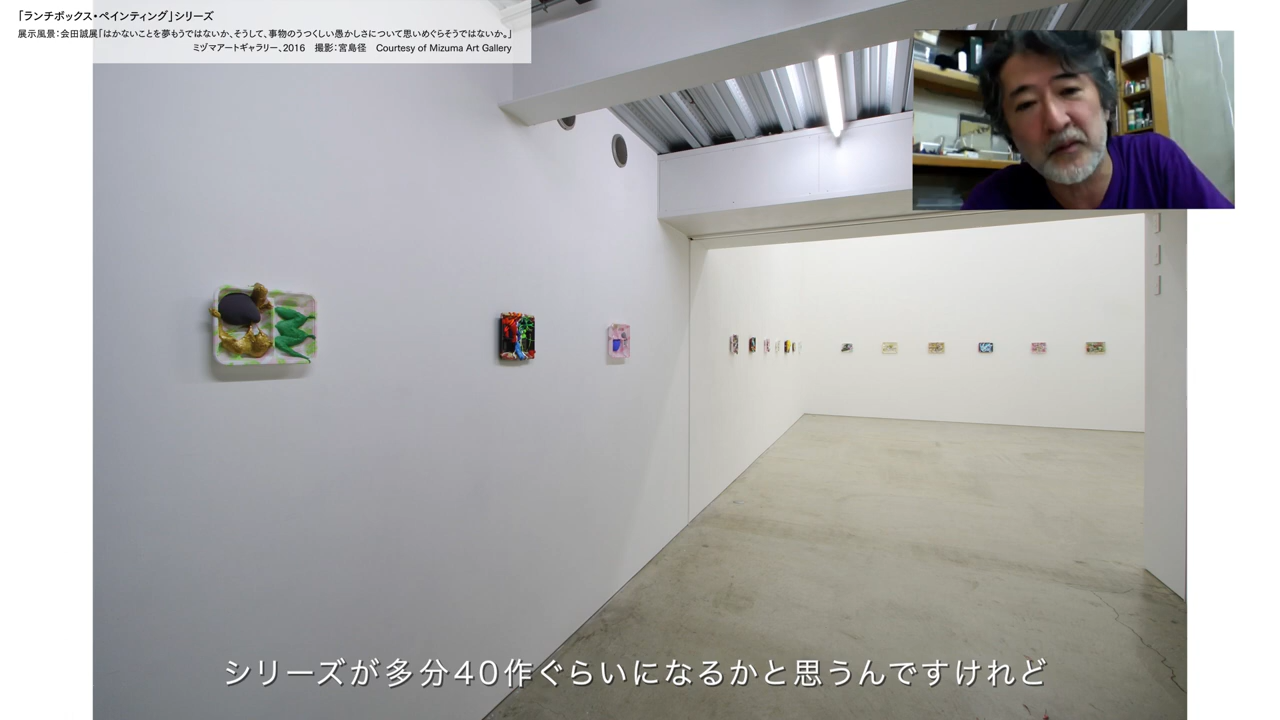 「ランチボックス・ペインティング」シリーズ
展示風景:会田誠展「はかないことを夢もうではないか、そうして、事物のうつくしい愚かしさについて思いめぐらそうではないか。」
ミヅマアートギャラリー、2016　撮影:宮島径　Courtesy of Mizuma Art Gallery
シリーズが多分40作ぐらいになるかと思うんですけれど